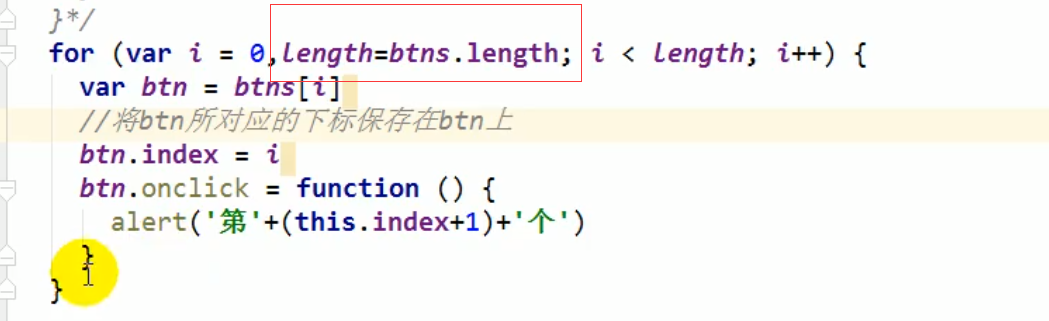 }*/
for (var i = 0,length=btns.length; i < length; i++) {
var btn = btns[i]
//将btn所对应的下标保存在btn上
btn.index = i
btn.onclick = function () {
alert('第'+(this.index+1)+'个')
}
}